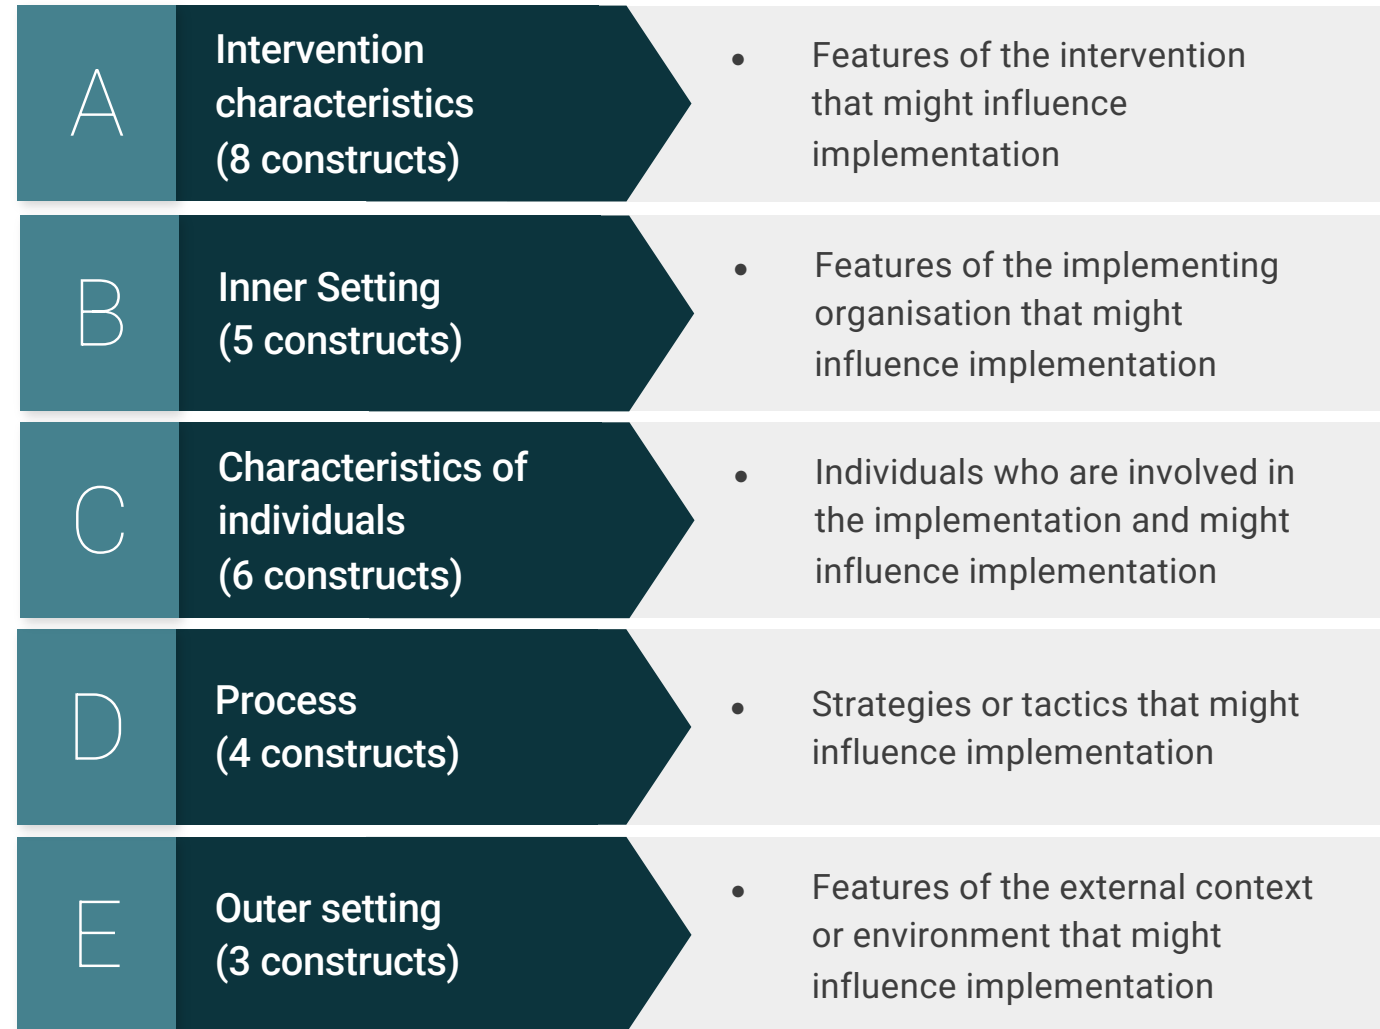 A
Intervention
characteristics
(8 constructs)
• Features of the intervention
that might influence
implementation
B
Inner Setting
(5 constructs)
• Features of the implementing
organisation that might
influence implementation
C
Characteristics of
individuals
(6 constructs)
• Individuals who are involved in
the implementation and might
influence implementation
D
Process
(4 constructs)
• Strategies or tactics that might
influence implementation
E
Outer setting
(3 constructs)
• Features of the external context
or environment that might
influence implementation